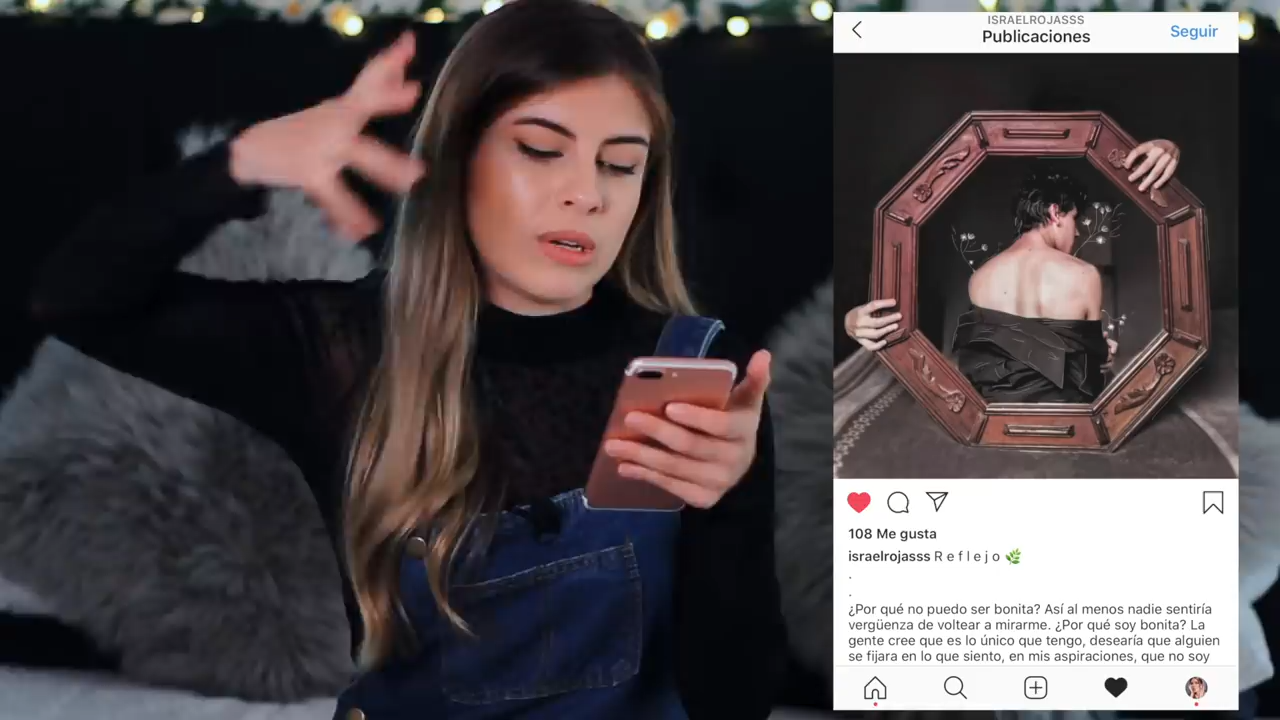 ISRAELROJASSS
Publicaciones
Seguir
108 Me gusta
israelrojasss R e f l e j o 🌿
.
.
¿Por qué no puedo ser bonita? Así al menos nadie sentiría
vergüenza de voltear a mirarme. ¿Por qué soy bonita? La
gente cree que es lo único que tengo, desearía que alguien
se fijara en lo que siento, en mis aspiraciones, que no soy